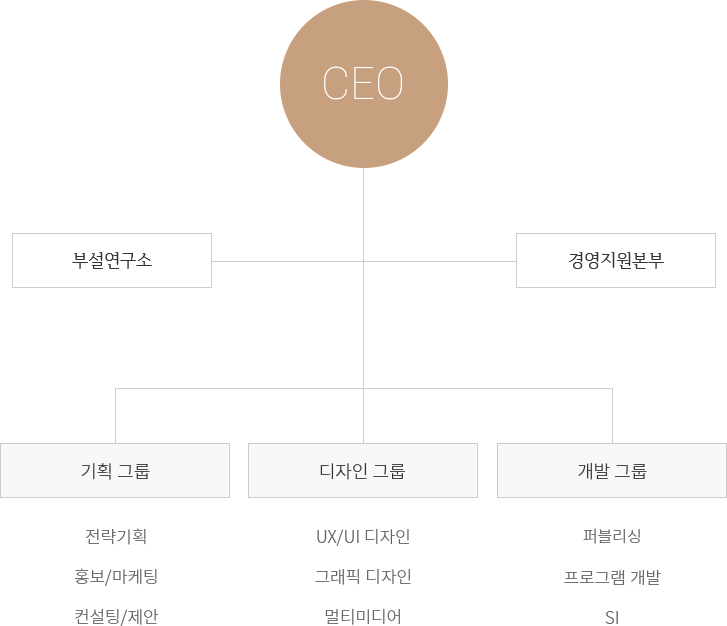 CEO
부설연구소
경영지원본부
기획 그룹
디자인 그룹
개발 그룹
전략기획
UX/UI 디자인
퍼블리싱
홍보/마케팅
그래픽 디자인
프로그램 개발
컨설팅/제안
멀티미디어
SI